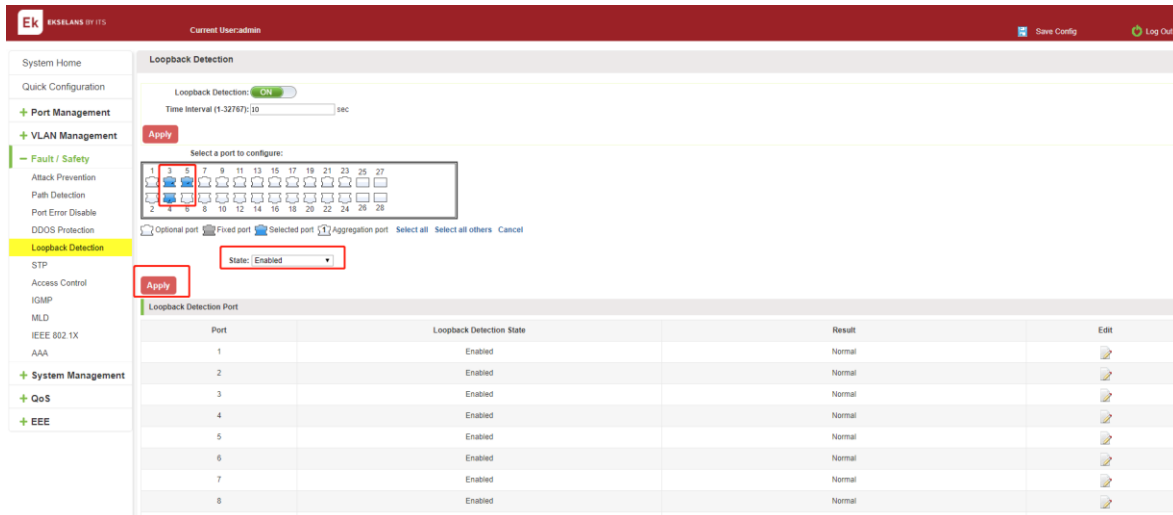 Ek EKSELANS BY ITS
Current User:admin
Save Config
Log Out
System Home
Quick Configuration
+ Port Management
+ VLAN Management
− Fault / Safety
Attack Prevention
Path Detection
Port Error Disable
DDOS Protection
Loopback Detection
STP
Access Control
IGMP
MLD
IEEE 802.1X
AAA
+ System Management
+ QoS
+ EEE
Loopback Detection
Loopback Detection: ON
Time Interval (1-32767): 10 sec
Apply
Select a port to configure:
1 3 5 7 9 11 13 15 17 19 21 23 25 27
2 4 6 8 10 12 14 16 18 20 22 24 26 28
Optional port Fixed port Selected port 1 Aggregation port Select all Select all others Cancel
State: Enabled
Apply
Loopback Detection Port
Port Loopback Detection State Result Edit
1 Enabled Normal
2 Enabled Normal
3 Enabled Normal
4 Enabled Normal
5 Enabled Normal
6 Enabled Normal
7 Enabled Normal
8 Enabled Normal